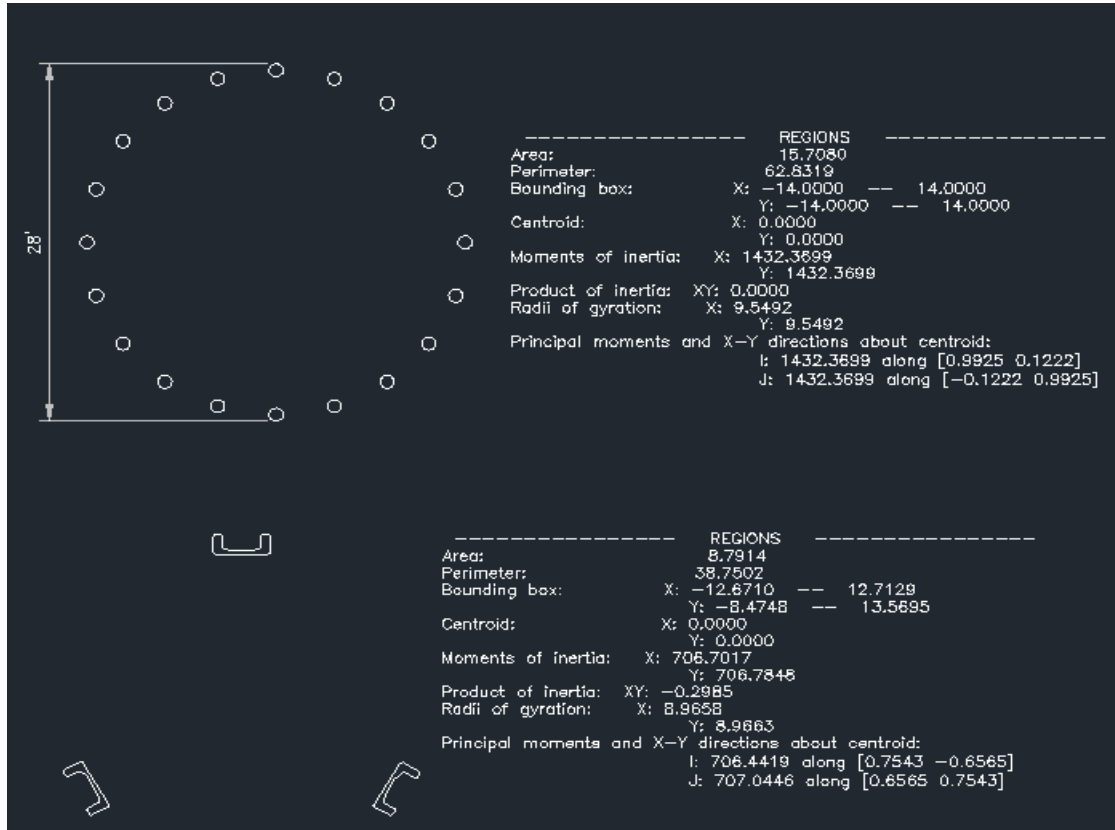 28'
---------------- REGIONS ----------------
Area: 15.7080
Perimeter: 62.8319
Bounding box: X: -14.0000 -- 14.0000
Y: -14.0000 -- 14.0000
Centroid: X: 0.0000
Y: 0.0000
Moments of inertia: X: 1432.3699
Y: 1432.3699
Product of inertia: XY: 0.0000
Radii of gyration: X: 9.5492
Y: 9.5492
Principal moments and X-Y directions about centroid:
I: 1432.3699 along [0.9925 0.1222]
J: 1432.3699 along [-0.1222 0.9925]
---------------- REGIONS ----------------
Area: 8.7914
Perimeter: 38.7502
Bounding box: X: -12.6710 -- 12.7129
Y: -8.4748 -- 13.5695
Centroid: X: 0.0000
Y: 0.0000
Moments of inertia: X: 706.7017
Y: 706.7848
Product of inertia: XY: -0.2985
Radii of gyration: X: 8.9658
Y: 8.9663
Principal moments and X-Y directions about centroid:
I: 706.4419 along [0.7543 -0.6565]
J: 707.0446 along [0.6565 0.7543]